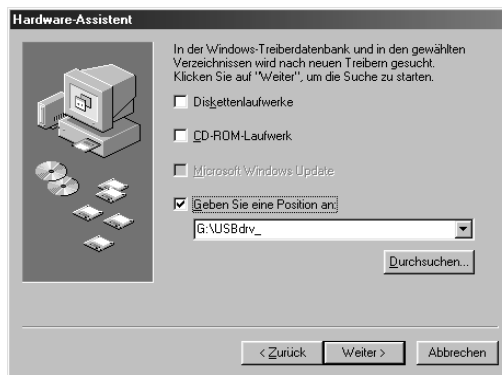 Hardware-Assistent
In der Windows-Treiberdatenbank und in den gewählten
Verzeichnissen wird nach neuen Treibern gesucht.
Klicken Sie auf "Weiter", um die Suche zu starten.
Diskettenlaufwerke
CD-ROM-Laufwerk
Microsoft Windows Update
Geben Sie eine Position an:
G:\USBdrv_
Durchsuchen...
< Zurück Weiter > Abbrechen